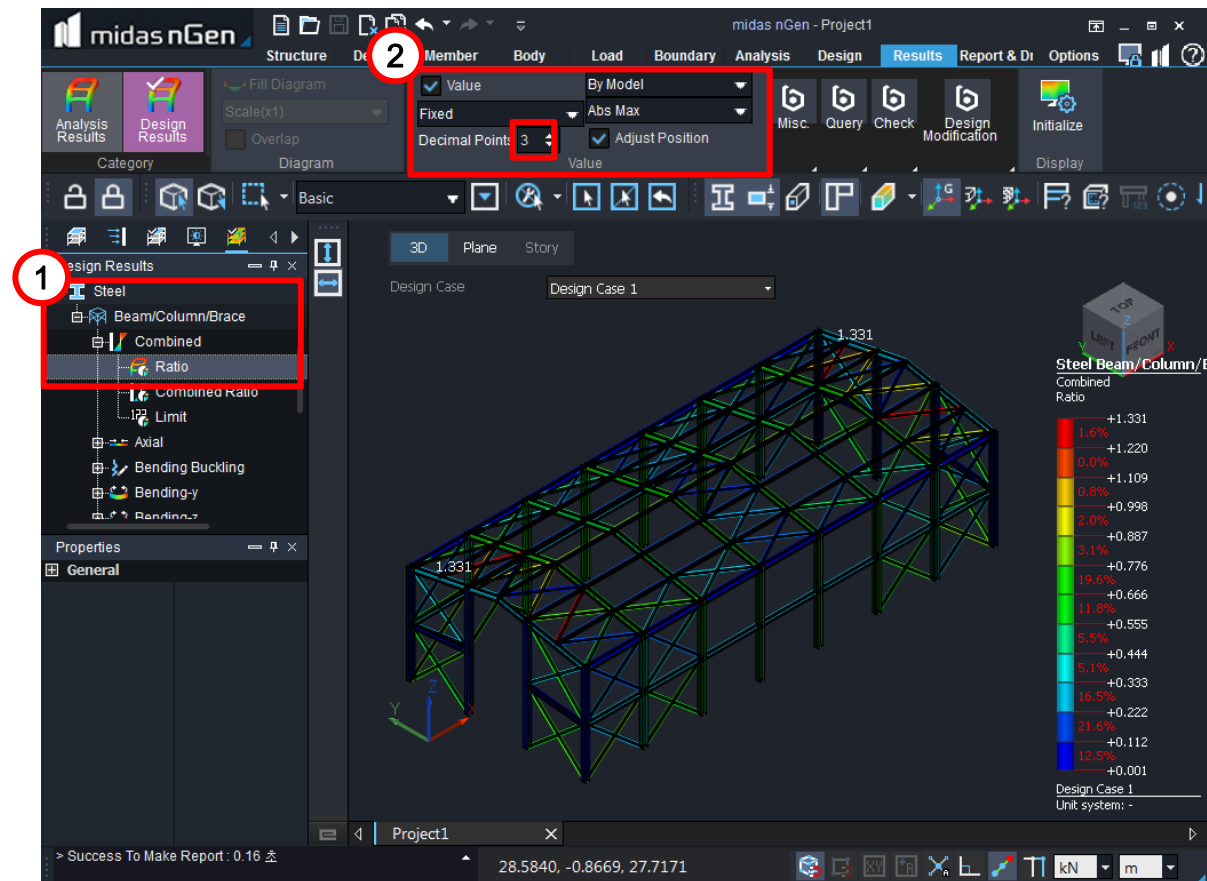 midas nGen
midas nGen - Project1
Structure
De
Member
Body
Load
Boundary
Analysis
Design
Results
Report & Dr
Options
2
Analysis
Results
Design
Results
Category
Fill Diagram
Scale(x1)
Overlap
Diagram
Value
By Model
Fixed
Abs Max
Decimal Points
3
Adjust Position
Value
Misc.
Query
Check
Design
Modification
Initialize
Display
Basic
1
esign Results
Steel
Beam/Column/Brace
Combined
Ratio
Combined Ratio
Limit
Axial
Bending Buckling
Bending-y
Bending-z
Properties
General
3D
Plane
Story
Design Case
Design Case 1
TOP
LEFT
FRONT
Z
Y
X
1.331
1.331
Z
Y
X
Steel Beam/Column/B
Combined
Ratio
+1.331
1.6%
+1.220
0.0%
+1.109
0.8%
+0.998
2.0%
+0.887
3.1%
+0.776
19.6%
+0.666
11.8%
+0.555
5.5%
+0.444
5.1%
+0.333
16.5%
+0.222
21.6%
+0.112
12.5%
+0.001
Design Case 1
Unit system: -
Project1
> Success To Make Report : 0.16 초
28.5840, -0.8669, 27.7171
kN
m